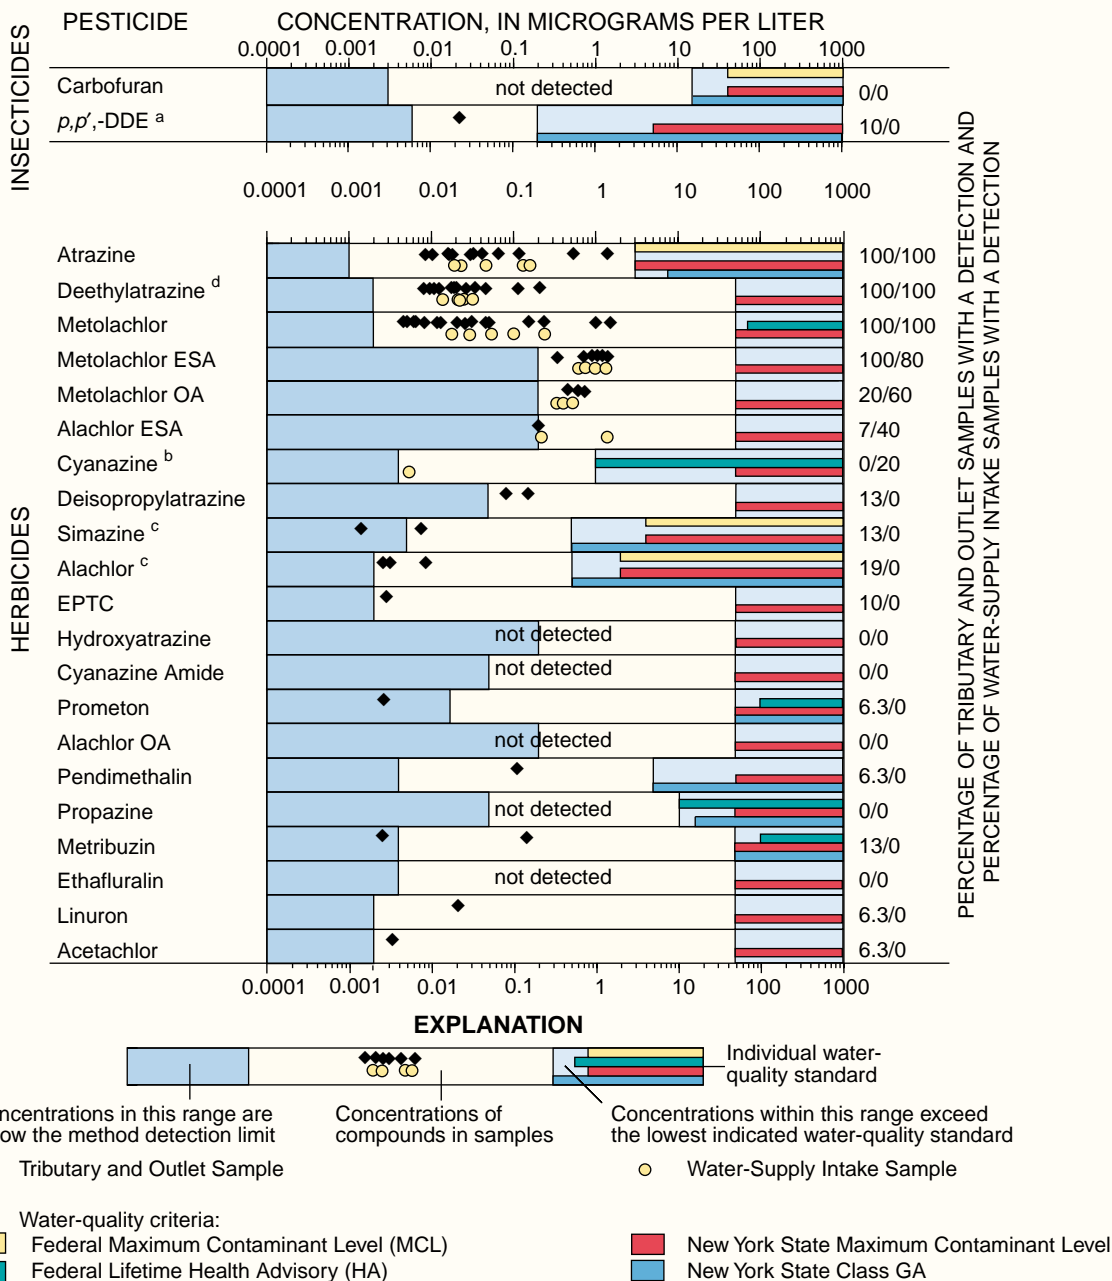 PESTICIDE CONCENTRATION, IN MICROGRAMS PER LITER
0.0001 0.001 0.01 0.1 1 10 100 1000
INSECTICIDES
Carbofuran not detected 0/0
p,p′,-DDE a 10/0
0.0001 0.001 0.01 0.1 1 10 100 1000
HERBICIDES
Atrazine 100/100
Deethylatrazine d 100/100
Metolachlor 100/100
Metolachlor ESA 100/80
Metolachlor OA 20/60
Alachlor ESA 7/40
Cyanazine b 0/20
Deisopropylatrazine 13/0
Simazine c 13/0
Alachlor c 19/0
EPTC 10/0
Hydroxyatrazine not detected 0/0
Cyanazine Amide not detected 0/0
Prometon 6.3/0
Alachlor OA not detected 0/0
Pendimethalin 6.3/0
Propazine not detected 0/0
Metribuzin 13/0
Ethafluralin not detected 0/0
Linuron 6.3/0
Acetachlor 6.3/0
0.0001 0.001 0.01 0.1 1 10 100 1000
PERCENTAGE OF TRIBUTARY AND OUTLET SAMPLES WITH A DETECTION AND
PERCENTAGE OF WATER-SUPPLY INTAKE SAMPLES WITH A DETECTION
EXPLANATION
Individual water-
quality standard
ncentrations in this range are
ow the method detection limit
Concentrations of
compounds in samples
Concentrations within this range exceed
the lowest indicated water-quality standard
Tributary and Outlet Sample
Water-Supply Intake Sample
Water-quality criteria:
Federal Maximum Contaminant Level (MCL)
New York State Maximum Contaminant Level
Federal Lifetime Health Advisory (HA)
New York State Class GA